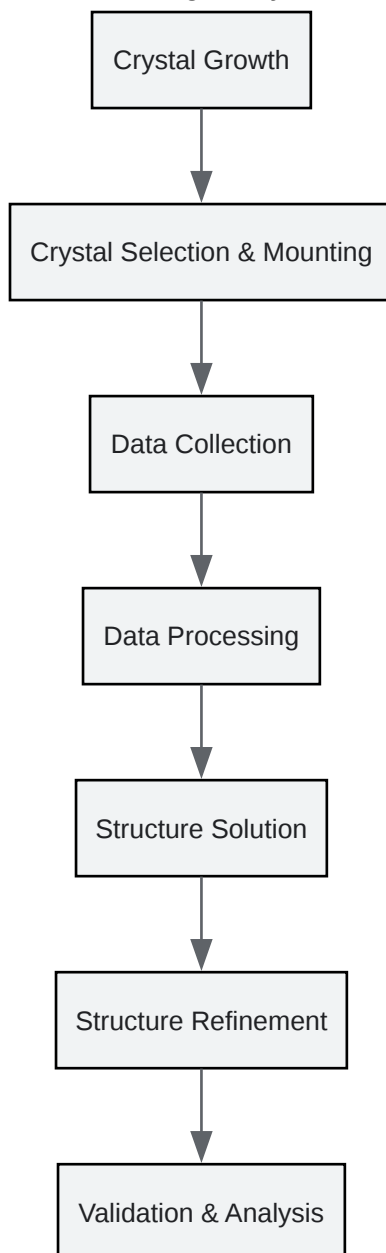 Crystal Growth
Crystal Selection & Mounting
Data Collection
Data Processing
Structure Solution
Structure Refinement
Validation & Analysis